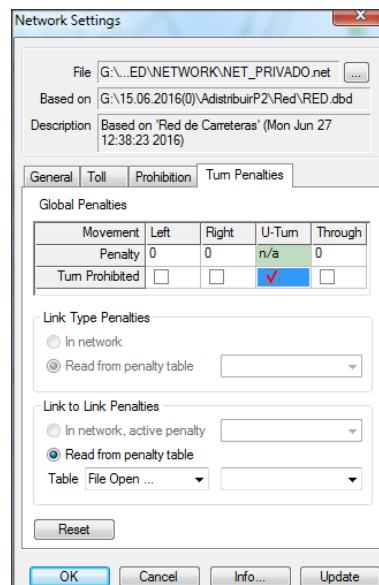 Network Settings
File G:\...ED\NETWORK\NET_PRIVADO.net ...
Based on G:\15.06.2016(0)\AdistribuirP2\Red\RED.dbd
Description Based on 'Red de Carreteras' (Mon Jun 27
12:38:23 2016)
General Toll Prohibition Turn Penalties
Global Penalties
Movement Left Right U-Turn Through
Penalty 0 0 n/a 0
Turn Prohibited
Link Type Penalties
In network
Read from penalty table
Link to Link Penalties
In network, active penalty
Read from penalty table
Table File Open ...
Reset
OK Cancel Info... Update